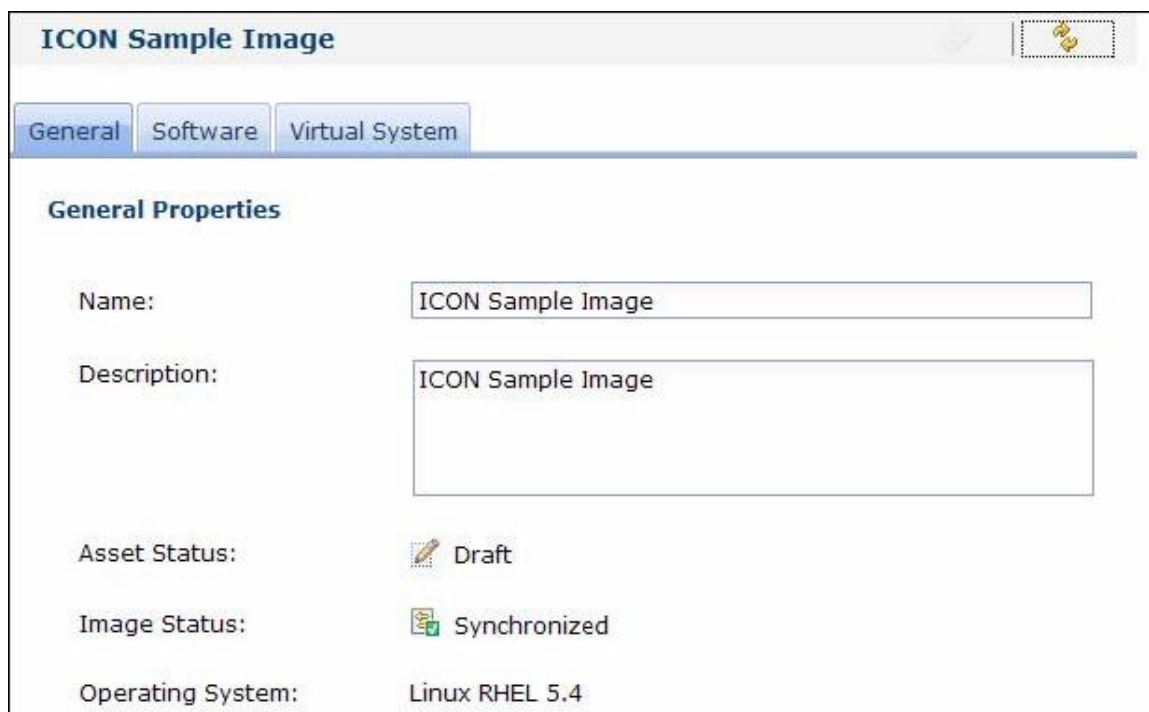 ICON Sample Image
General Software Virtual System
General Properties
Name: ICON Sample Image
Description: ICON Sample Image
Asset Status: Draft
Image Status: Synchronized
Operating System: Linux RHEL 5.4